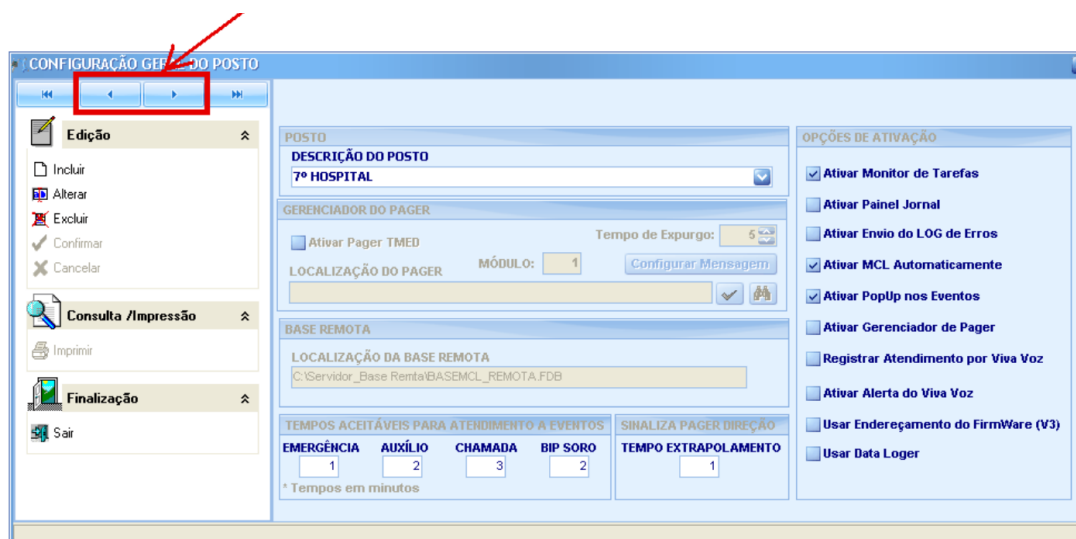 CONFIGURAÇÃO GERAL DO POSTO
Edição
Incluir
Alterar
Excluir
Confirmar
Cancelar
Consulta /Impressão
Imprimir
Finalização
Sair
POSTO
DESCRIÇÃO DO POSTO
7º HOSPITAL
GERENCIADOR DO PAGER
Ativar Pager TMED
Tempo de Expurgo: 5
LOCALIZAÇÃO DO PAGER
MÓDULO: 1
Configurar Mensagem
BASE REMOTA
LOCALIZAÇÃO DA BASE REMOTA
C:\Servidor_Base Remta\BASEMCL_REMOTA.FDB
TEMPOS ACEITÁVEIS PARA ATENDIMENTO A EVENTOS
EMERGÊNCIA AUXÍLIO CHAMADA BIP SORO
1 2 3 2
* Tempos em minutos
SINALIZA PAGER DIREÇÃO
TEMPO EXTRAPOLAMENTO
1
OPÇÕES DE ATIVAÇÃO
Ativar Monitor de Tarefas
Ativar Painel Jornal
Ativar Envio do LOG de Erros
Ativar MCL Automaticamente
Ativar PopUp nos Eventos
Ativar Gerenciador de Pager
Registrar Atendimento por Viva Voz
Ativar Alerta do Viva Voz
Usar Endereçamento do FirmWare (V3)
Usar Data Loger